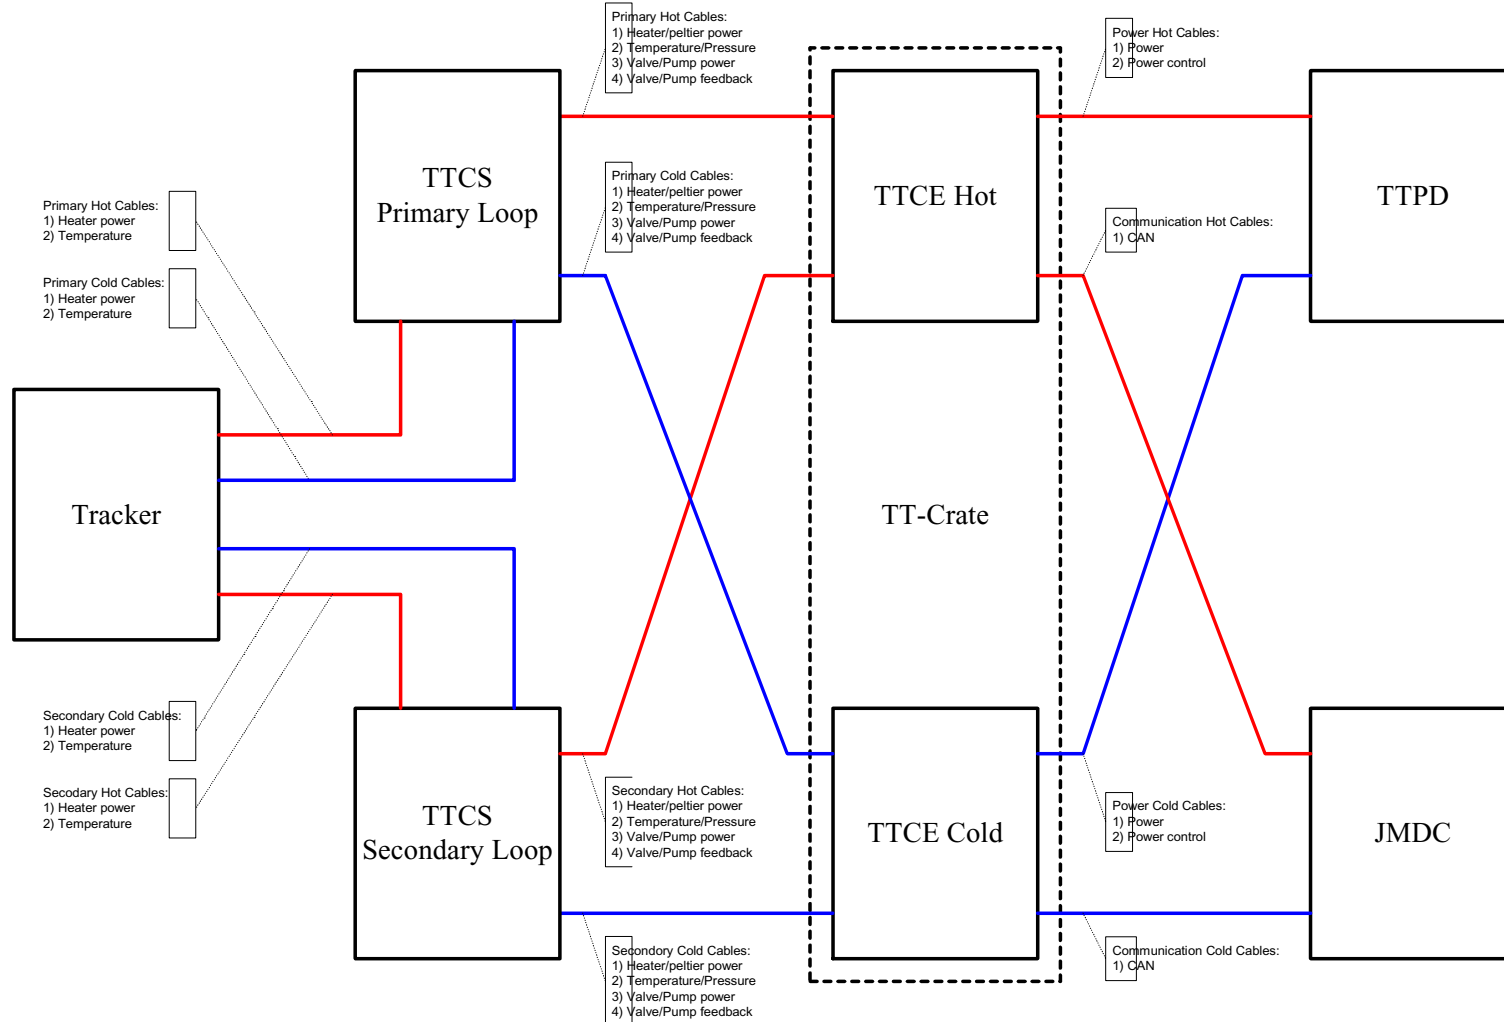 Primary Hot Cables:
1) Heater/peltier power
2) Temperature/Pressure
3) Valve/Pump power
4) Valve/Pump feedback
Power Hot Cables:
1) Power
2) Power control
TTCS
Primary Loop
Primary Cold Cables:
1) Heater/peltier power
2) Temperature/Pressure
3) Valve/Pump power
4) Valve/Pump feedback
TTCE Hot
TTPD
Primary Hot Cables:
1) Heater power
2) Temperature
Communication Hot Cables:
1) CAN
Primary Cold Cables:
1) Heater power
2) Temperature
Tracker
TT-Crate
Secondary Cold Cables:
1) Heater power
2) Temperature
Secodary Hot Cables:
1) Heater power
2) Temperature
TTCS
Secondary Loop
Secondary Hot Cables:
1) Heater/peltier power
2) Temperature/Pressure
3) Valve/Pump power
4) Valve/Pump feedback
TTCE Cold
Power Cold Cables:
1) Power
2) Power control
JMDC
Secondory Cold Cables:
1) Heater/peltier power
2) Temperature/Pressure
3) Valve/Pump power
4) Valve/Pump feedback
Communication Cold Cables:
1) CAN